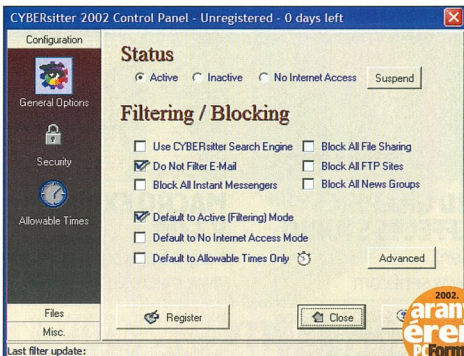 CYBERsitter 2002 Control Panel - Unregistered - 0 days left
Configuration
General Options
Security
Allowable Times
Files
Misc.
Status
Active Inactive No Internet Access Suspend
Filtering / Blocking
Use CYBERsitter Search Engine Block All File Sharing
Do Not Filter E-Mail Block All FTP Sites
Block All Instant Messengers Block All News Groups
Default to Active (Filtering) Mode
Default to No Internet Access Mode
Default to Allowable Times Only Advanced
Register Close
Last filter update:
2002.
arany
érem